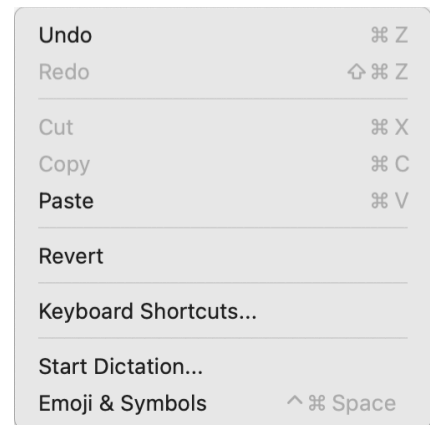 Undo ⌘ Z
Redo ⇧ ⌘ Z
Cut ⌘ X
Copy ⌘ C
Paste ⌘ V
Revert
Keyboard Shortcuts...
Start Dictation...
Emoji & Symbols ^ ⌘ Space